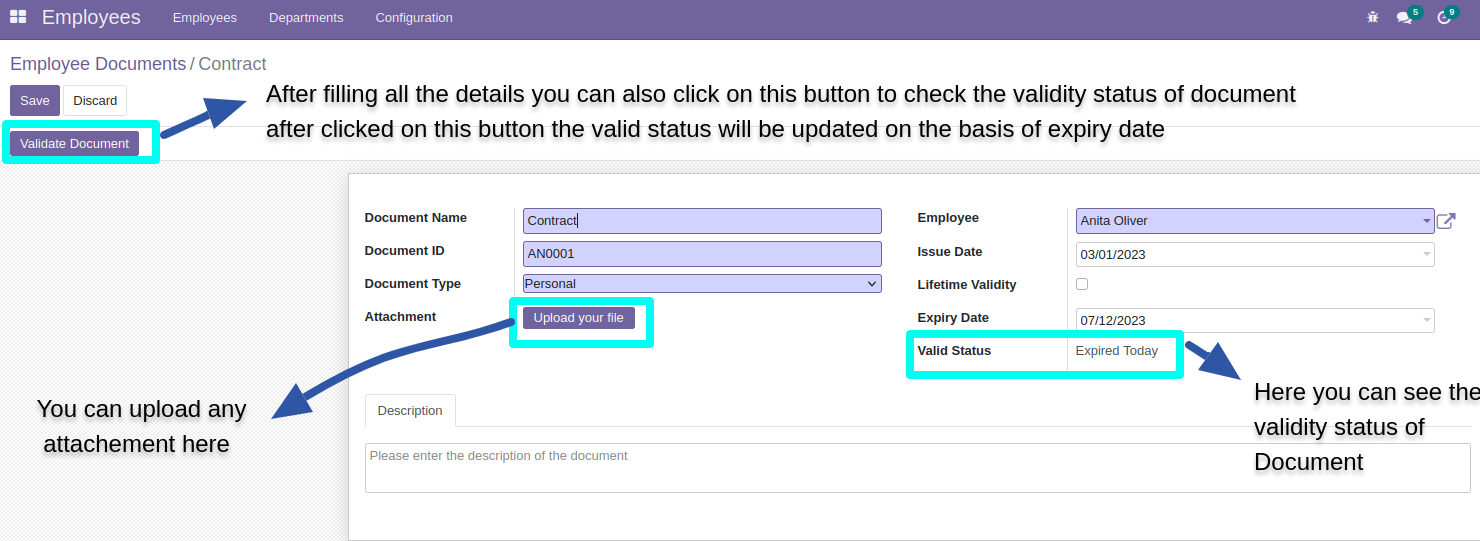 Employees Employees Departments Configuration 5 9
Employee Documents / Contract
Save Discard
After filling all the details you can also click on this button to check the validity status of document
after clicked on this button the valid status will be updated on the basis of expiry date
Validate Document
Document Name Contract
Document ID AN0001
Document Type Personal
Attachment Upload your file
Employee Anita Oliver
Issue Date 03/01/2023
Lifetime Validity
Expiry Date 07/12/2023
Valid Status Expired Today
You can upload any
attachement here
Here you can see the
validity status of
Document
Description
Please enter the description of the document